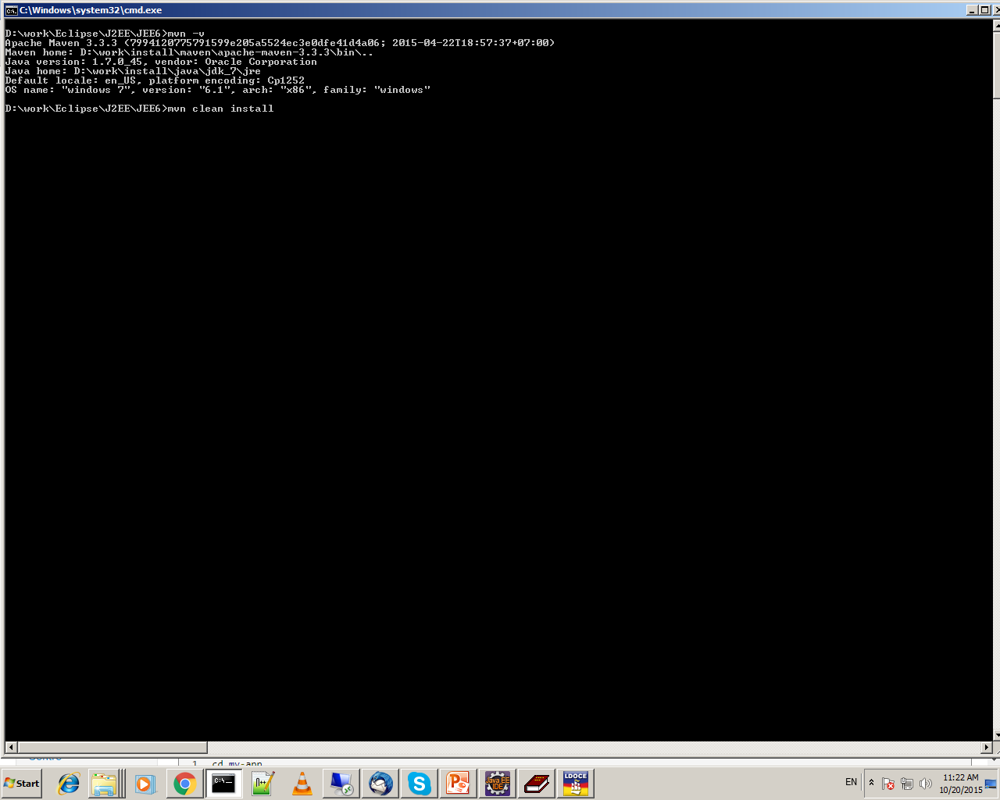 C:\Windows\system32\cmd.exe
D:\work\Eclipse\J2EE\JEE6>mvn -v
Apache Maven 3.3.3 (7994120775791599e205a5524ec3e0dfe41d4a06; 2015-04-22T18:57:37+07:00)
Maven home: D:\work\install\maven\apache-maven-3.3.3\bin\..
Java version: 1.7.0_45, vendor: Oracle Corporation
Java home: D:\work\install\java\jdk_7\jre
Default locale: en_US, platform encoding: Cp1252
OS name: "windows 7", version: "6.1", arch: "x86", family: "windows"
D:\work\Eclipse\J2EE\JEE6>mvn clean install
1 cd my-app
Start
C:\
Java EE
IDE
LDOCE
EN
11:22 AM
10/20/2015